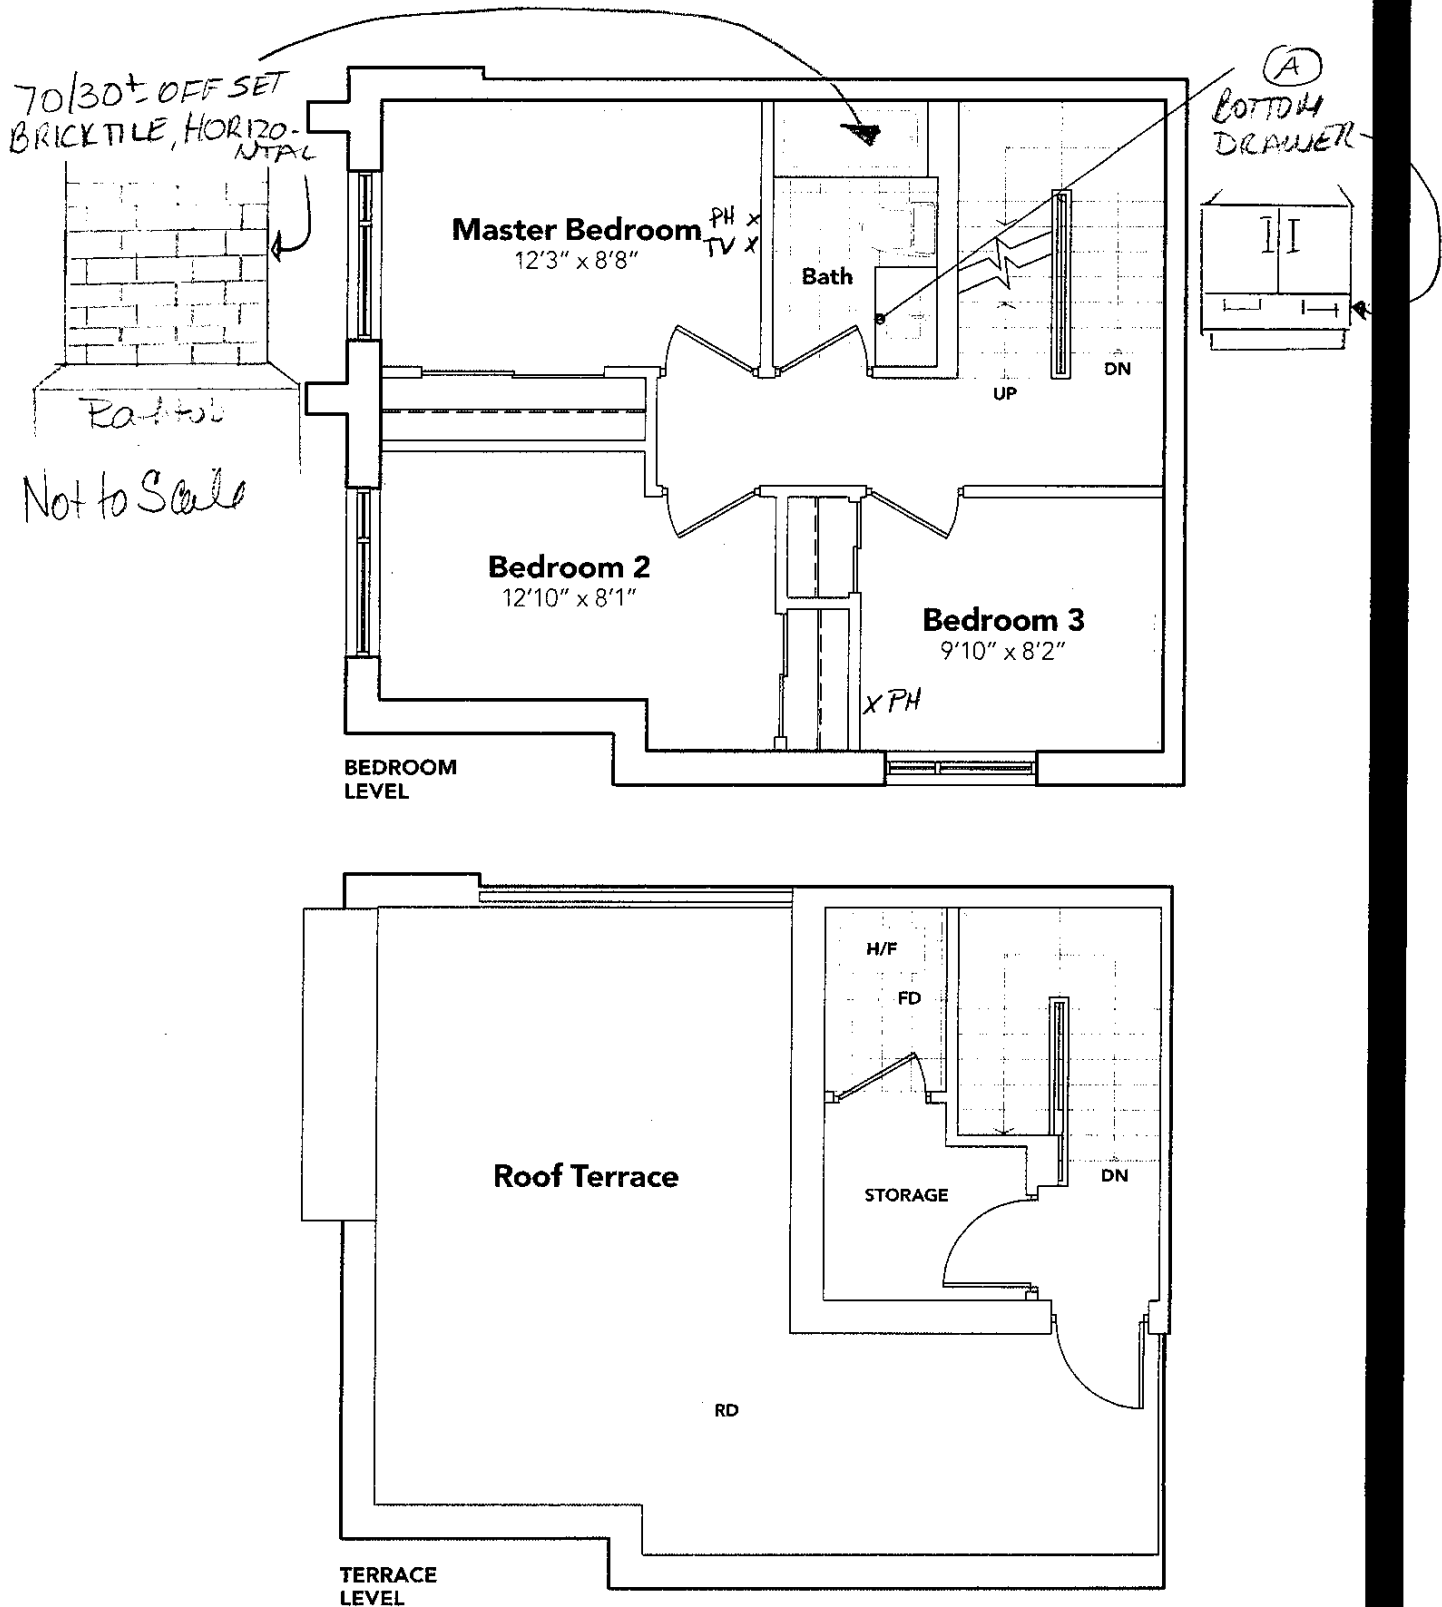 70/30± OFFSET
BRICKTILE, HORIZO-
NTAL
Not to Scale
A
BOTTOM
DRAWER
Master Bedroom
12'3" x 8'8"
PH x
TV x
Bath
UP
DN
Bedroom 2
12'10" x 8'1"
Bedroom 3
9'10" x 8'2"
x PH
BEDROOM
LEVEL
H/F
FD
Roof Terrace
STORAGE
DN
RD
TERRACE
LEVEL